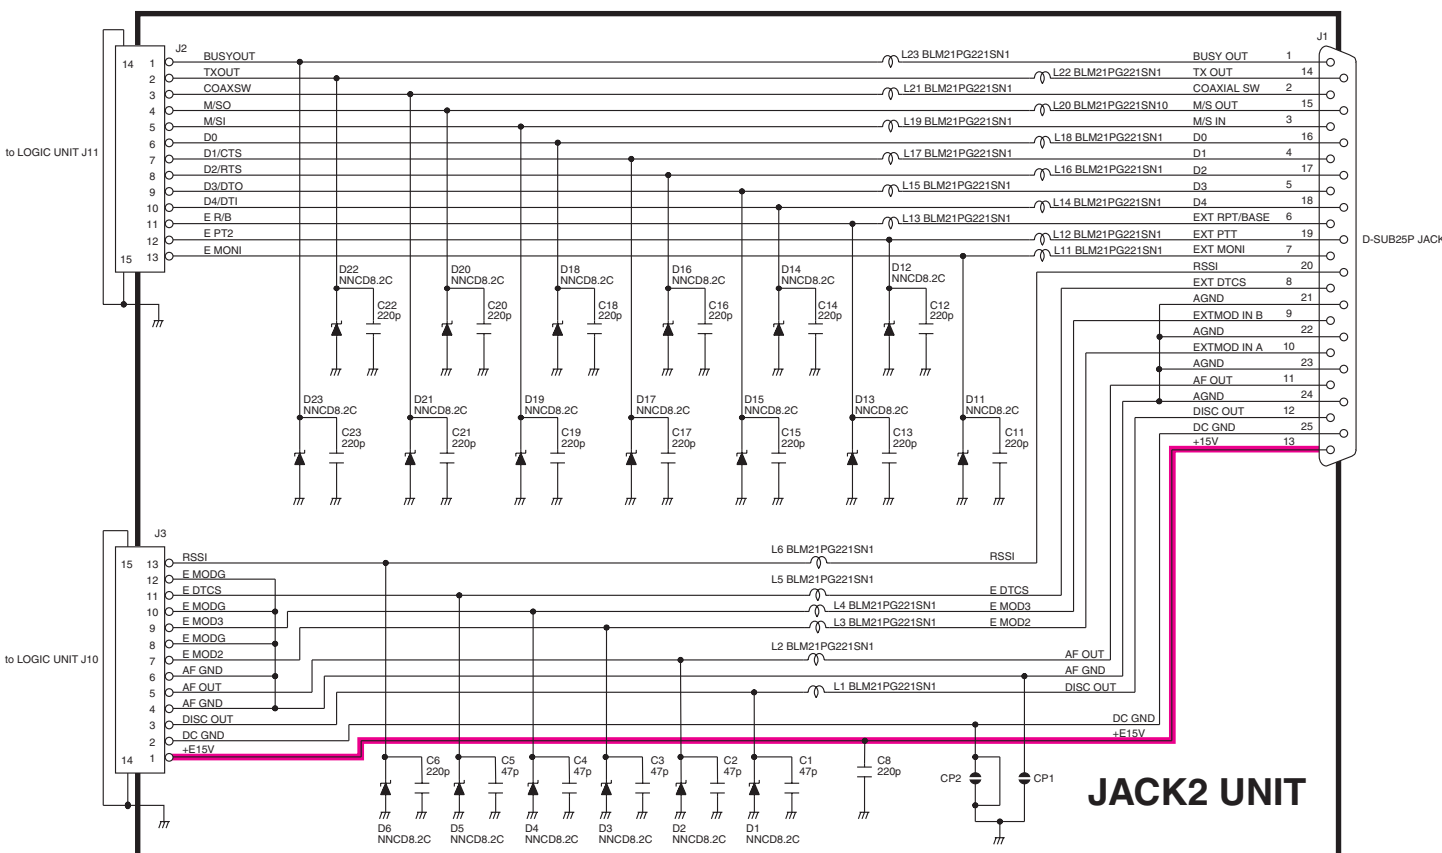 J2
J1
to LOGIC UNIT J11
14
15
1 BUSYOUT L23 BLM21PG221SN1 BUSY OUT 1
2 TXOUT L22 BLM21PG221SN1 TX OUT 14
3 COAXSW L21 BLM21PG221SN1 COAXIAL SW 2
4 M/SO L20 BLM21PG221SN10 M/S OUT 15
5 M/SI L19 BLM21PG221SN1 M/S IN 3
6 D0 L18 BLM21PG221SN1 D0 16
7 D1/CTS L17 BLM21PG221SN1 D1 4
8 D2/RTS L16 BLM21PG221SN1 D2 17
9 D3/DTO L15 BLM21PG221SN1 D3 5
10 D4/DTI L14 BLM21PG221SN1 D4 18
11 E R/B L13 BLM21PG221SN1 EXT RPT/BASE 6
12 E PT2 L12 BLM21PG221SN1 EXT PTT 19
D-SUB25P JACK
13 E MONI L11 BLM21PG221SN1 EXT MONI 7
RSSI 20
EXT DTCS 8
AGND 21
EXTMOD IN B 9
AGND 22
EXTMOD IN A 10
AGND 23
AF OUT 11
AGND 24
DISC OUT 12
DC GND 25
+15V 13
D22 D20 D18 D16 D14 D12
NNCD8.2C NNCD8.2C NNCD8.2C NNCD8.2C NNCD8.2C NNCD8.2C
C22 C20 C18 C16 C14 C12
220p 220p 220p 220p 220p 220p
D23 D21 D19 D17 D15 D13 D11
NNCD8.2C NNCD8.2C NNCD8.2C NNCD8.2C NNCD8.2C NNCD8.2C NNCD8.2C
C23 C21 C19 C17 C15 C13 C11
220p 220p 220p 220p 220p 220p 220p
J3
to LOGIC UNIT J10
15
14
13 RSSI L6 BLM21PG221SN1 RSSI
12 E MODG
11 E DTCS L5 BLM21PG221SN1 E DTCS
10 E MODG L4 BLM21PG221SN1 E MOD3
9 E MOD3 L3 BLM21PG221SN1 E MOD2
8 E MODG
7 E MOD2 L2 BLM21PG221SN1 AF OUT
6 AF GND AF GND
5 AF OUT L1 BLM21PG221SN1 DISC OUT
4 AF GND
3 DISC OUT DC GND
2 DC GND +E15V
1 +E15V
C6 C5 C4 C3 C2 C1 C8
220p 47p 47p 47p 47p 47p 220p
CP2 CP1
D6 D5 D4 D3 D2 D1
NNCD8.2C NNCD8.2C NNCD8.2C NNCD8.2C NNCD8.2C NNCD8.2C
JACK2 UNIT